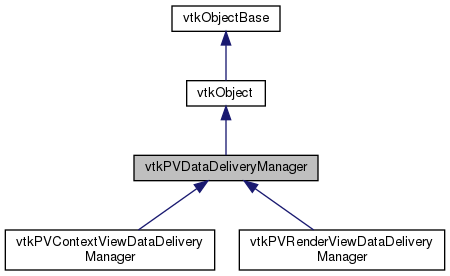 vtkObjectBase
vtkObject
vtkPVDataDeliveryManager
vtkPVContextViewDataDelivery
Manager
vtkPVRenderViewDataDelivery
Manager